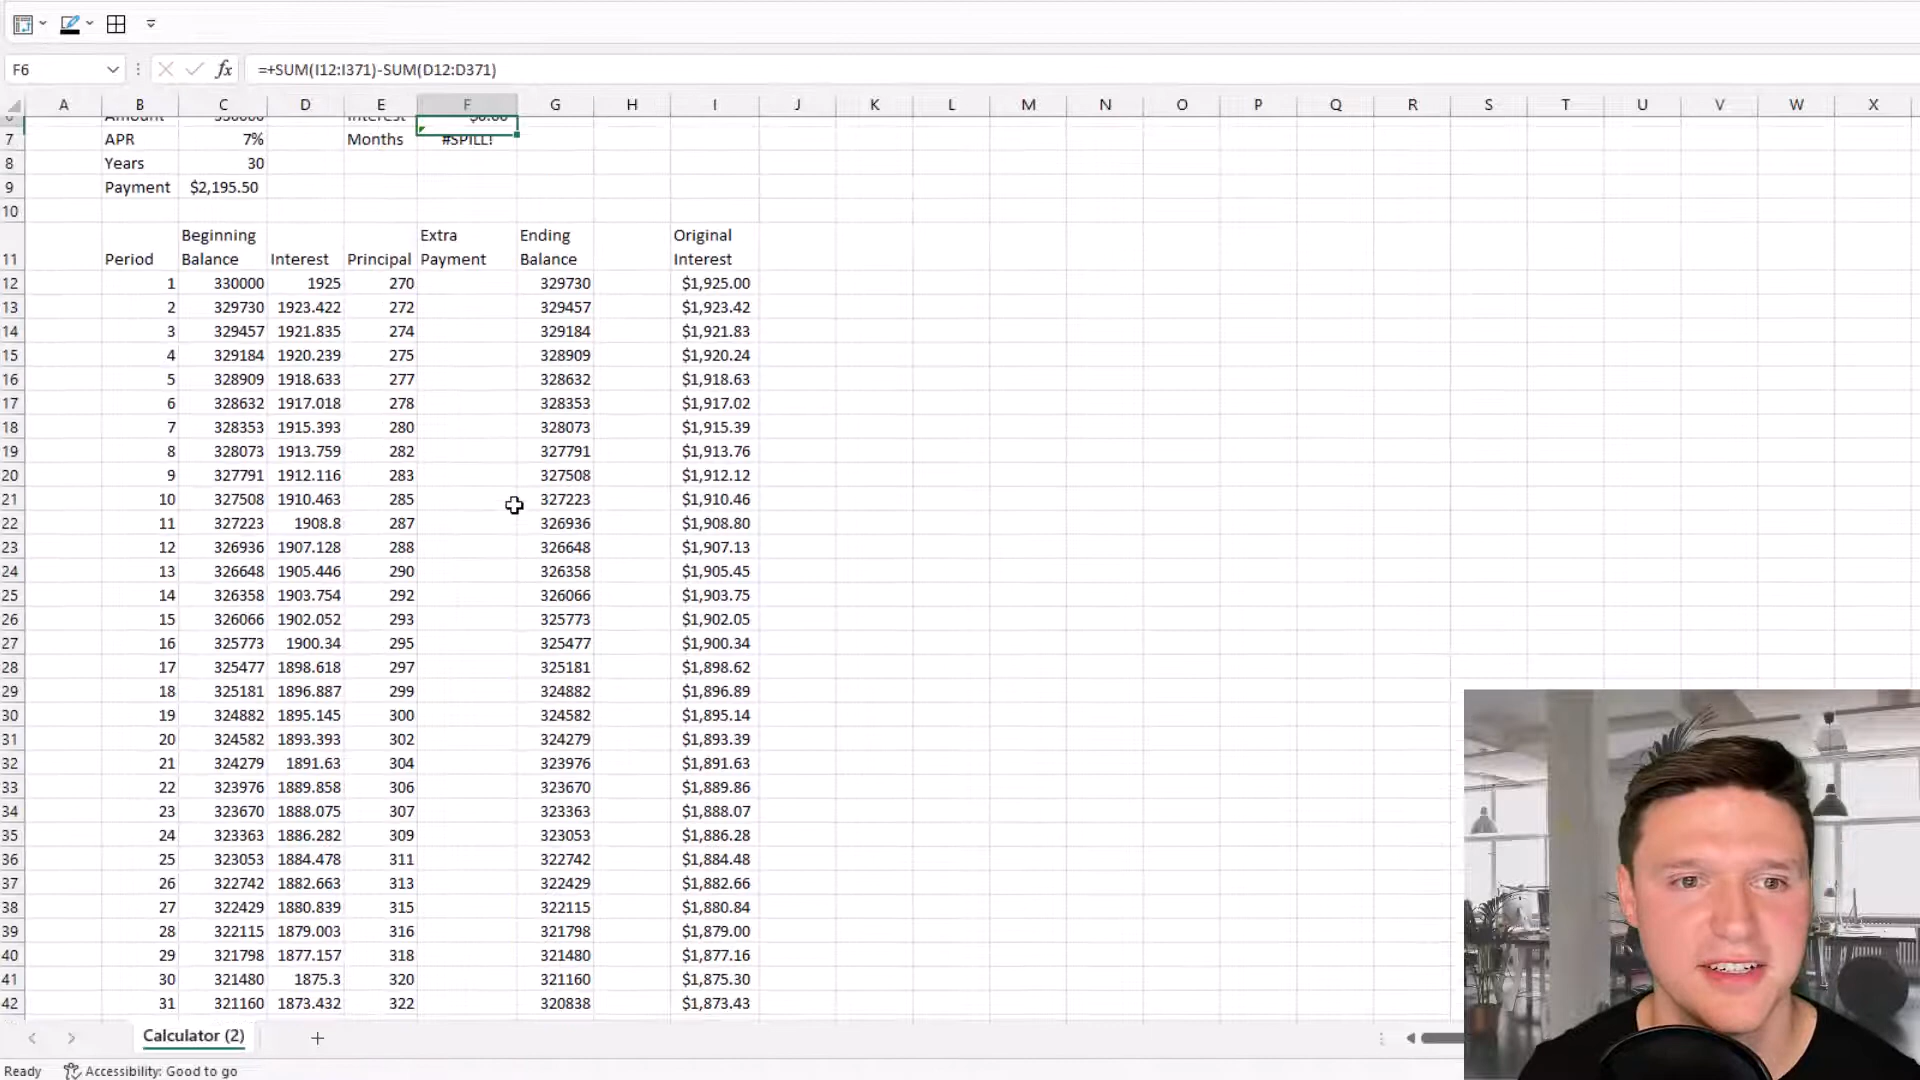 F6 fx =+SUM(I12:I371)-SUM(D12:D371)
A B C D E F G H I J K L M N O P Q R S T U V W X
Amount 330000 Interest $0.00
7 APR 7% Months #SPILL!
8 Years 30
9 Payment $2,195.50
10
Beginning Extra Ending Original
11 Period Balance Interest Principal Payment Balance Interest
12 1 330000 1925 270 329730 $1,925.00
13 2 329730 1923.422 272 329457 $1,923.42
14 3 329457 1921.835 274 329184 $1,921.83
15 4 329184 1920.239 275 328909 $1,920.24
16 5 328909 1918.633 277 328632 $1,918.63
17 6 328632 1917.018 278 328353 $1,917.02
18 7 328353 1915.393 280 328073 $1,915.39
19 8 328073 1913.759 282 327791 $1,913.76
20 9 327791 1912.116 283 327508 $1,912.12
21 10 327508 1910.463 285 327223 $1,910.46
22 11 327223 1908.8 287 326936 $1,908.80
23 12 326936 1907.128 288 326648 $1,907.13
24 13 326648 1905.446 290 326358 $1,905.45
25 14 326358 1903.754 292 326066 $1,903.75
26 15 326066 1902.052 293 325773 $1,902.05
27 16 325773 1900.34 295 325477 $1,900.34
28 17 325477 1898.618 297 325181 $1,898.62
29 18 325181 1896.887 299 324882 $1,896.89
30 19 324882 1895.145 300 324582 $1,895.14
31 20 324582 1893.393 302 324279 $1,893.39
32 21 324279 1891.63 304 323976 $1,891.63
33 22 323976 1889.858 306 323670 $1,889.86
34 23 323670 1888.075 307 323363 $1,888.07
35 24 323363 1886.282 309 323053 $1,886.28
36 25 323053 1884.478 311 322742 $1,884.48
37 26 322742 1882.663 313 322429 $1,882.66
38 27 322429 1880.839 315 322115 $1,880.84
39 28 322115 1879.003 316 321798 $1,879.00
40 29 321798 1877.157 318 321480 $1,877.16
41 30 321480 1875.3 320 321160 $1,875.30
42 31 321160 1873.432 322 320838 $1,873.43
Calculator (2)
Ready Accessibility: Good to go